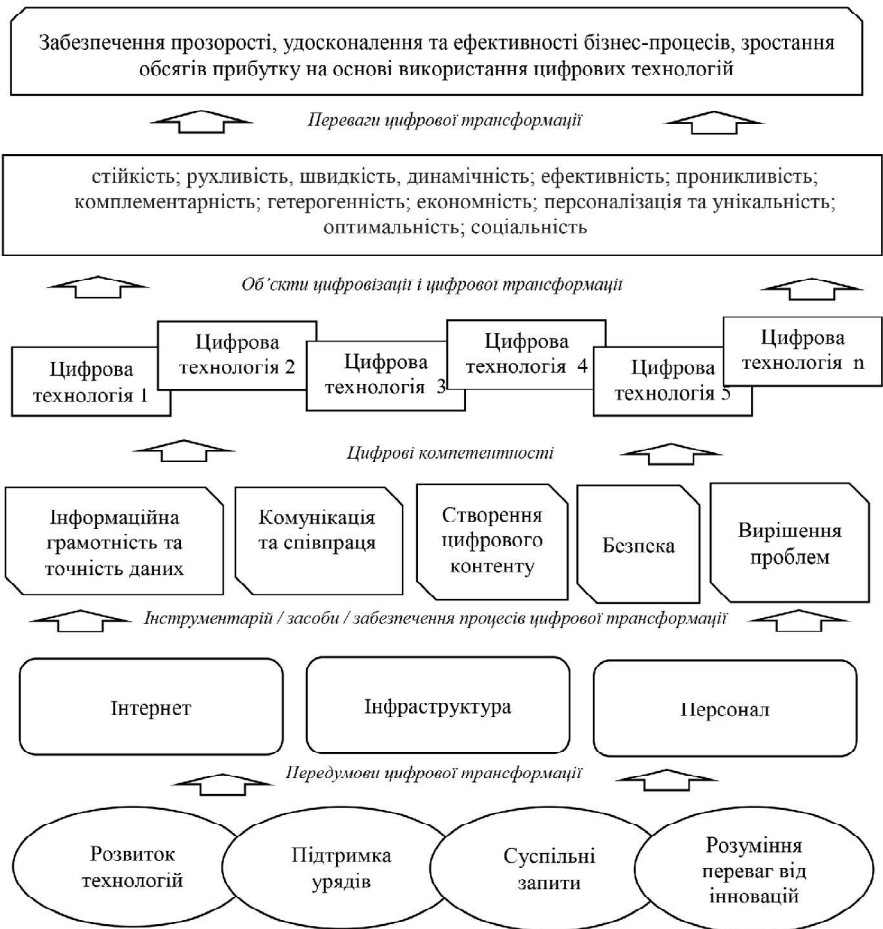 Забезпечення прозорості, удосконалення та ефективності бізнес-процесів, зростання
обсягів прибутку на основі використання цифрових технологій
Переваги цифрової трансформації
стійкість; рухливість, швидкість, динамічність; ефективність; проникливість;
комплементарність; гетерогенність; економність; персоналізація та унікальність;
оптимальність; соціальність
Об’єкти цифровізації і цифрової трансформації
Цифрова
технологія 1
Цифрова
технологія 2
Цифрова
технологія 3
Цифрова
технологія 4
Цифрова
технологія 5
Цифрова
технологія n
Цифрові компетентності
Інформаційна
грамотність та
точність даних
Комунікація
та співпраця
Створення
цифрового
контенту
Безпека
Вирішення
проблем
Інструментарій / засоби / забезпечення процесів цифрової трансформації
Інтернет
Інфраструктура
Персонал
Передумови цифрової трансформації
Розвиток
технологій
Підтримка
урядів
Суспільні
запити
Розуміння
переваг від
інновацій